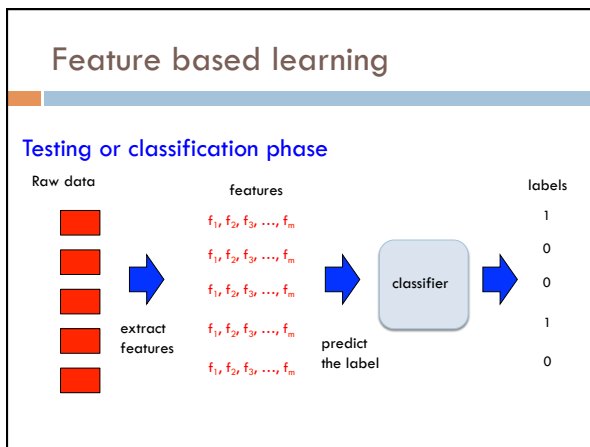 Feature based learning
Testing or classification phase
Raw data
features
labels
f₁, f₂, f₃, ..., fₘ
f₁, f₂, f₃, ..., fₘ
f₁, f₂, f₃, ..., fₘ
f₁, f₂, f₃, ..., fₘ
f₁, f₂, f₃, ..., fₘ
extract
features
predict
the label
classifier
1
0
0
1
0